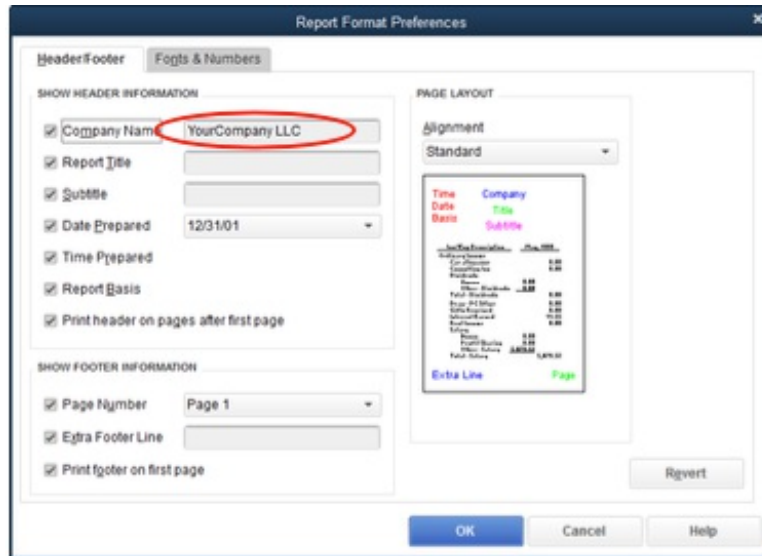 Report Format Preferences
Header/Footer
Fonts & Numbers
SHOW HEADER INFORMATION
Company Name
YourCompany LLC
Report Title
Subtitle
Date Prepared
12/31/01
Time Prepared
Report Basis
Print header on pages after first page
SHOW FOOTER INFORMATION
Page Number
Page 1
Extra Footer Line
Print footer on first page
PAGE LAYOUT
Alignment
Standard
Time
Company
Date
Title
Basis
Subtitle
Extra Line
Page
Revert
OK
Cancel
Help